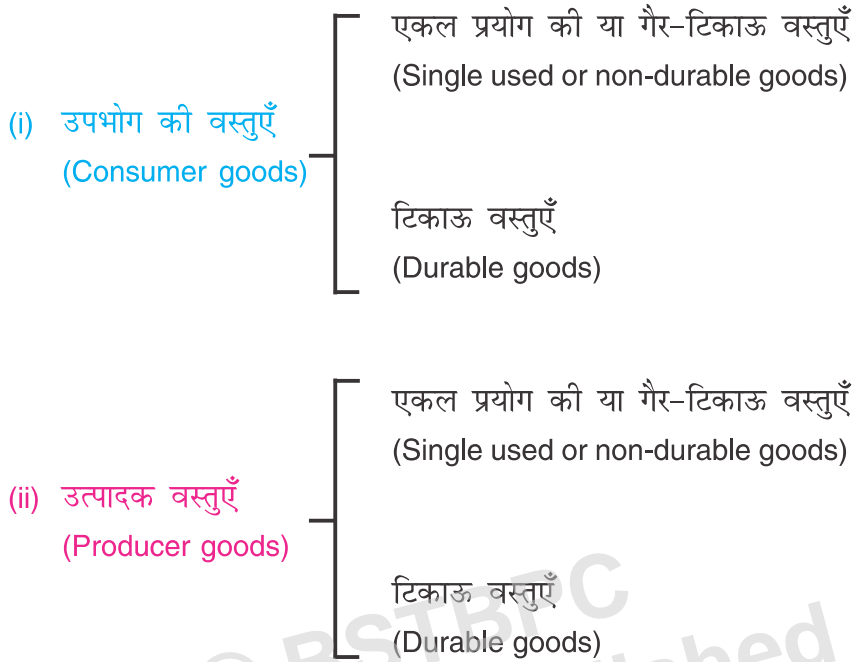 एकल प्रयोग की या गैर-टिकाऊ वस्तुएँ
(Single used or non-durable goods)
(i) उपभोग की वस्तुएँ
(Consumer goods)
टिकाऊ वस्तुएँ
(Durable goods)
एकल प्रयोग की या गैर-टिकाऊ वस्तुएँ
(Single used or non-durable goods)
(ii) उत्पादक वस्तुएँ
(Producer goods)
टिकाऊ वस्तुएँ
(Durable goods)
© BSTBPC